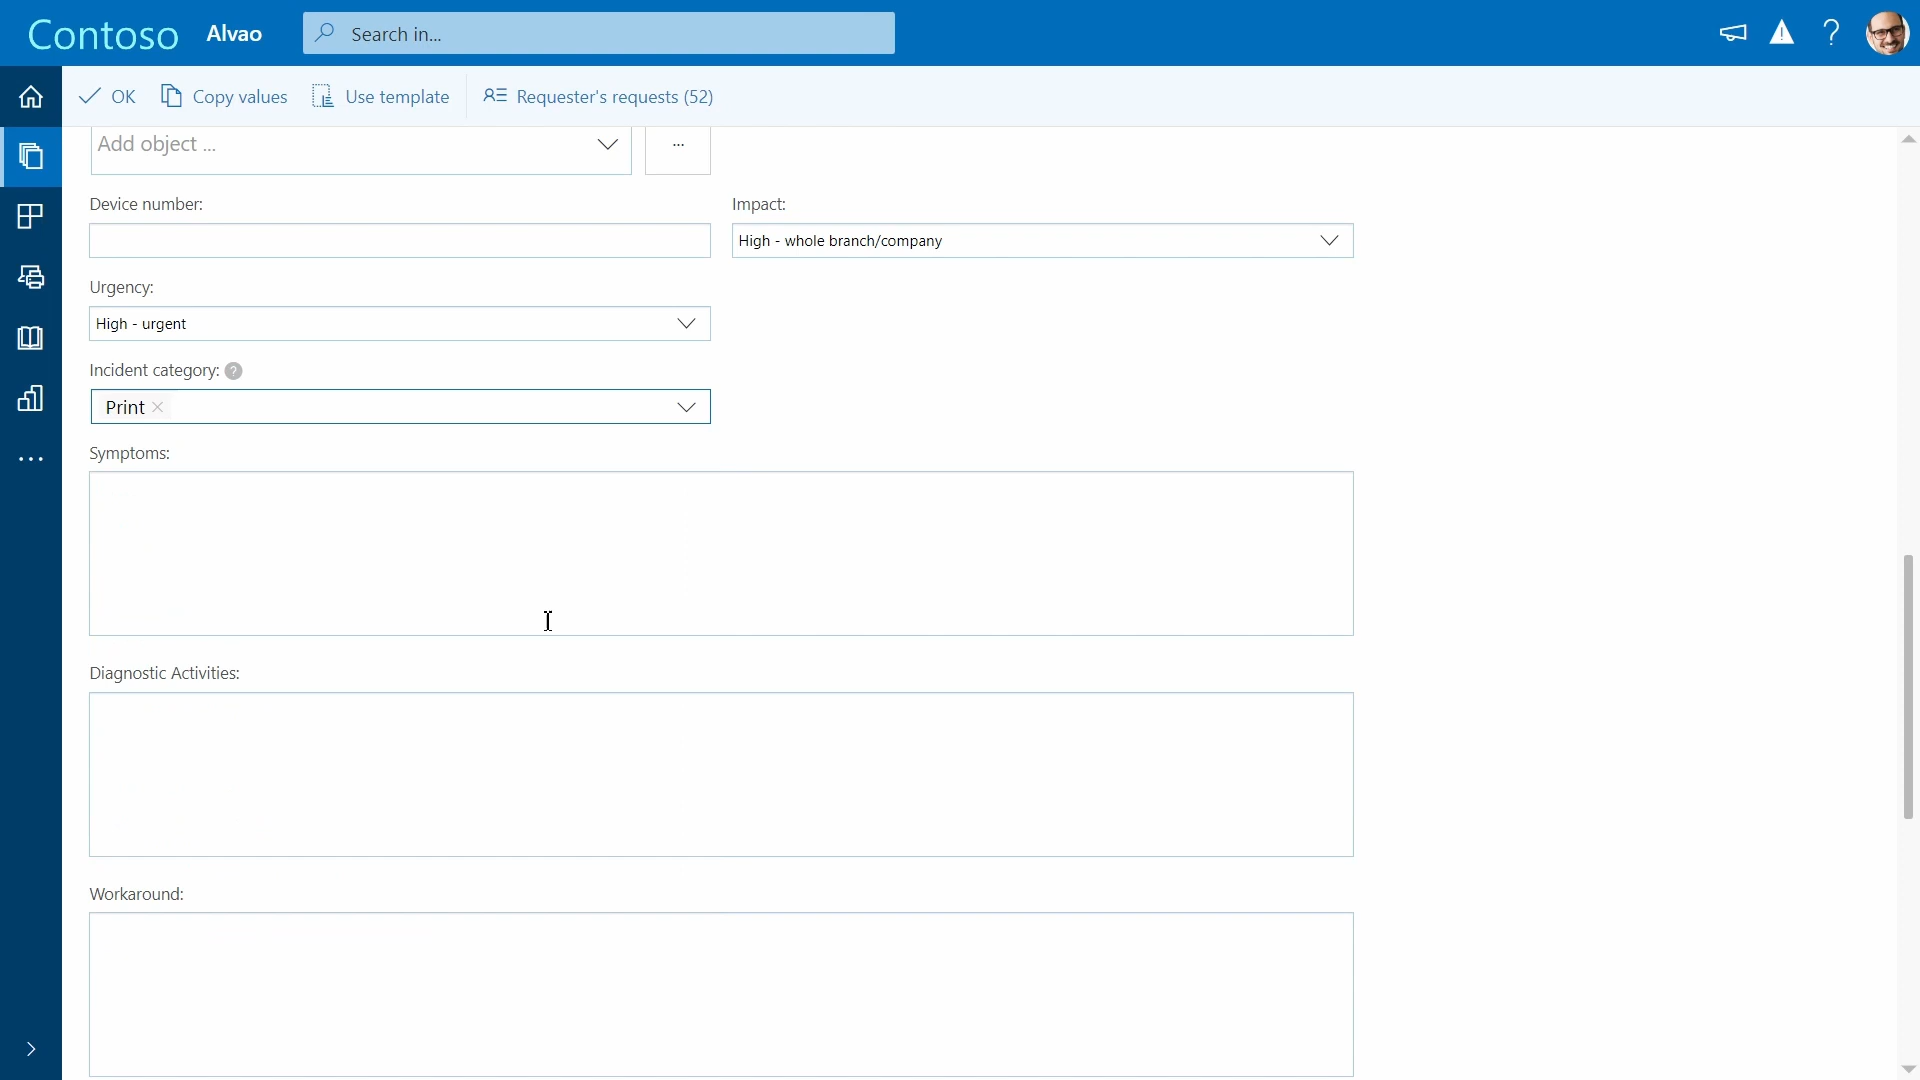 Contoso Alvao Search in...
OK Copy values Use template Requester's requests (52)
Add object ... ...
Device number: Impact:
High - whole branch/company
Urgency:
High - urgent
Incident category: ?
Print
Symptoms:
Diagnostic Activities:
Workaround: